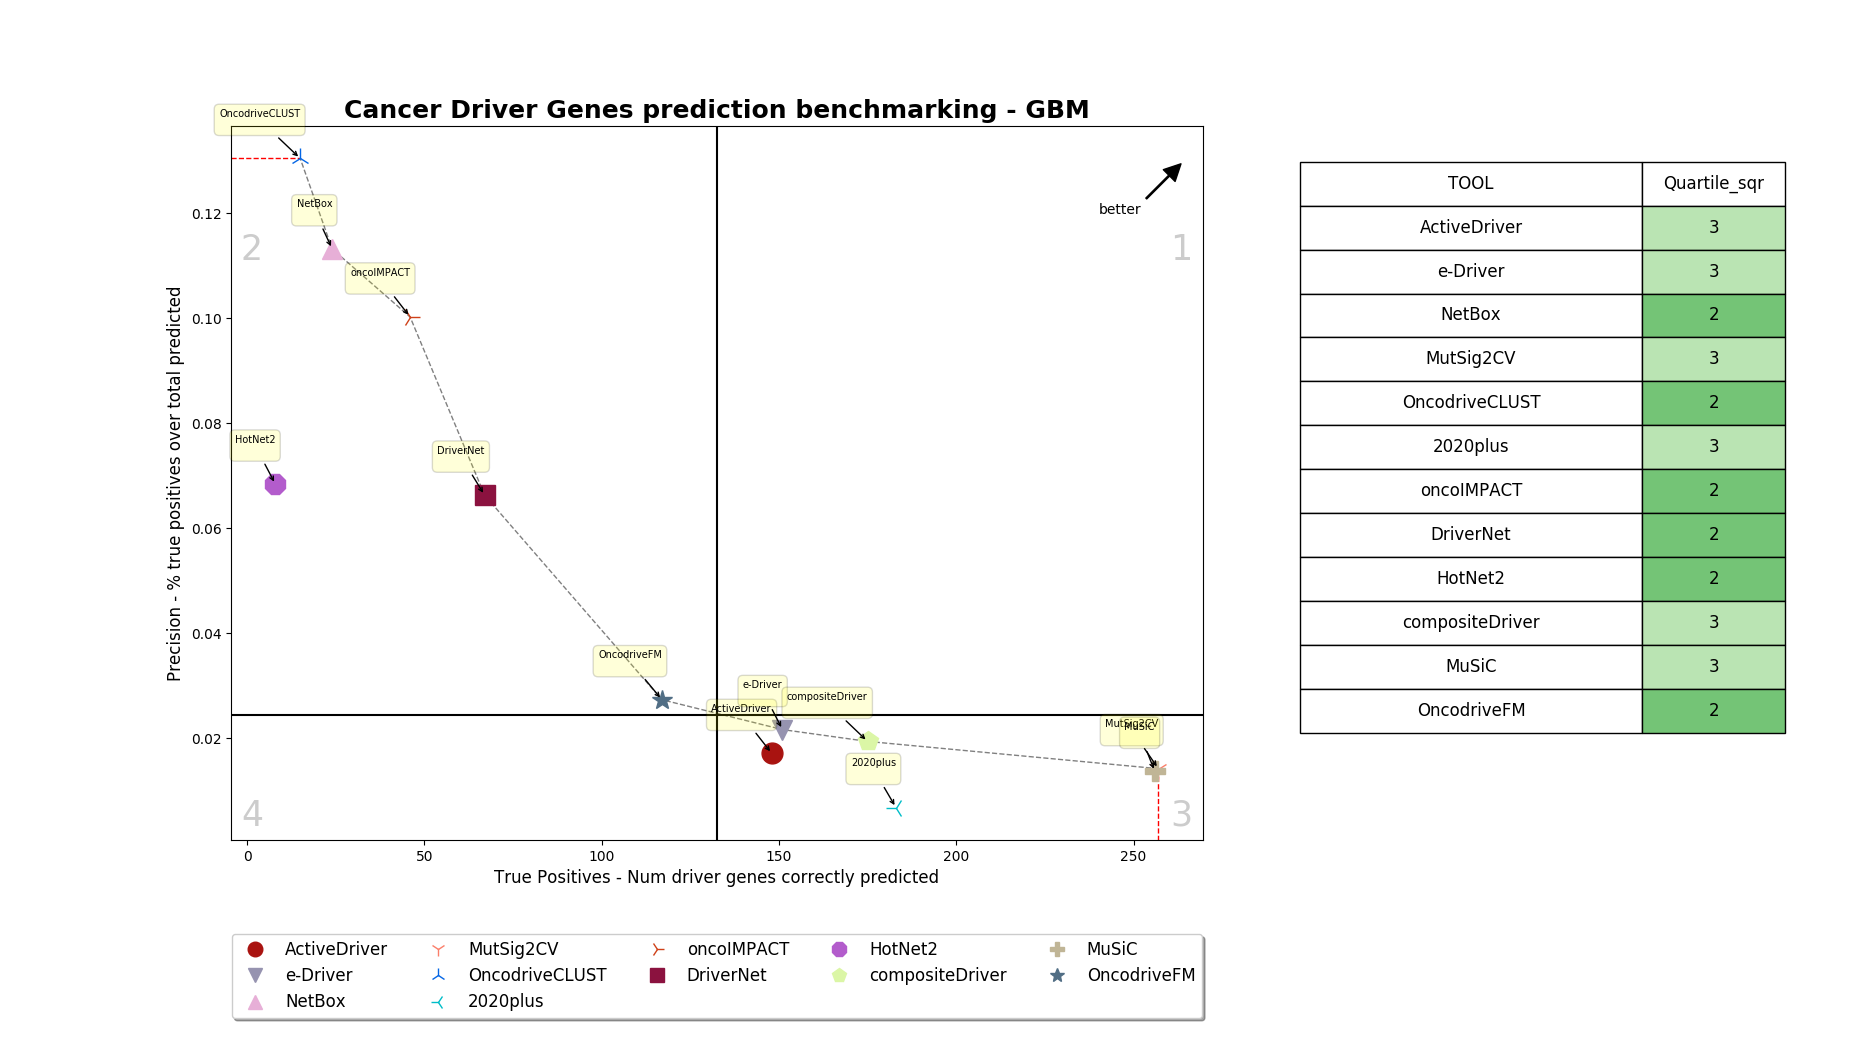 Cancer Driver Genes prediction benchmarking - GBM
OncodriveCLUST
NetBox
oncoIMPACT
HotNet2
DriverNet
OncodriveFM
e-Driver
compositeDriver
ActiveDriver
2020plus
MutSig2CV
MuSiC
better
2
1
4
3
0.12
0.10
0.08
0.06
0.04
0.02
Precision - % true positives over total predicted
0 50 100 150 200 250
True Positives - Num driver genes correctly predicted
ActiveDriver MutSig2CV oncoIMPACT HotNet2 MuSiC
e-Driver OncodriveCLUST DriverNet compositeDriver OncodriveFM
NetBox 2020plus
TOOL Quartile_sqr
ActiveDriver 3
e-Driver 3
NetBox 2
MutSig2CV 3
OncodriveCLUST 2
2020plus 3
oncoIMPACT 2
DriverNet 2
HotNet2 2
compositeDriver 3
MuSiC 3
OncodriveFM 2